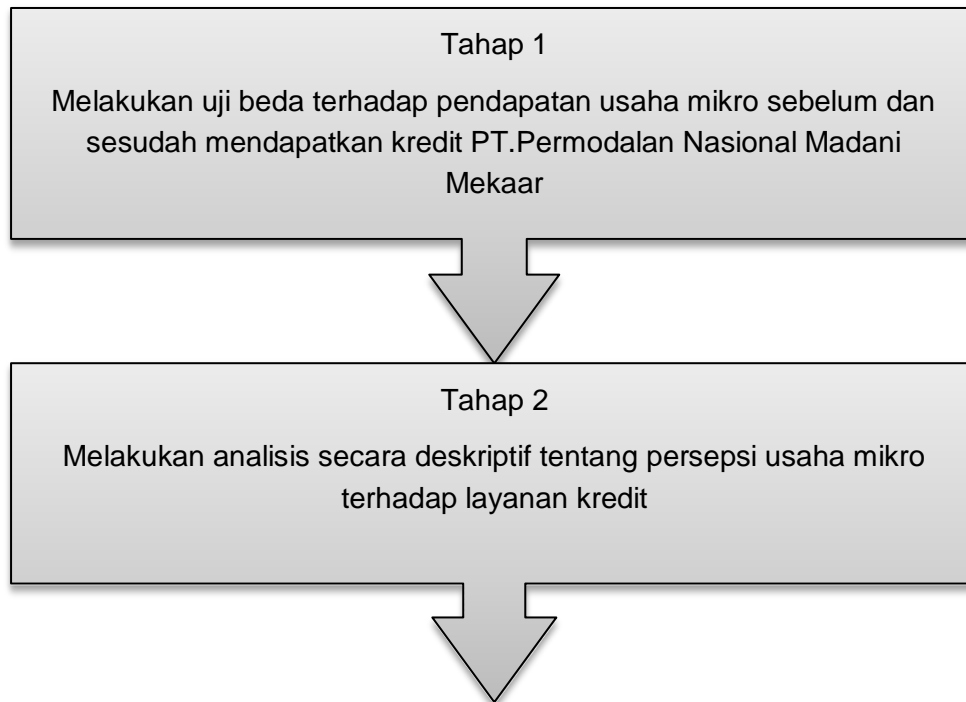 Tahap 1
Melakukan uji beda terhadap pendapatan usaha mikro sebelum dan
sesudah mendapatkan kredit PT.Permodalan Nasional Madani
Mekaar
Tahap 2
Melakukan analisis secara deskriptif tentang persepsi usaha mikro
terhadap layanan kredit